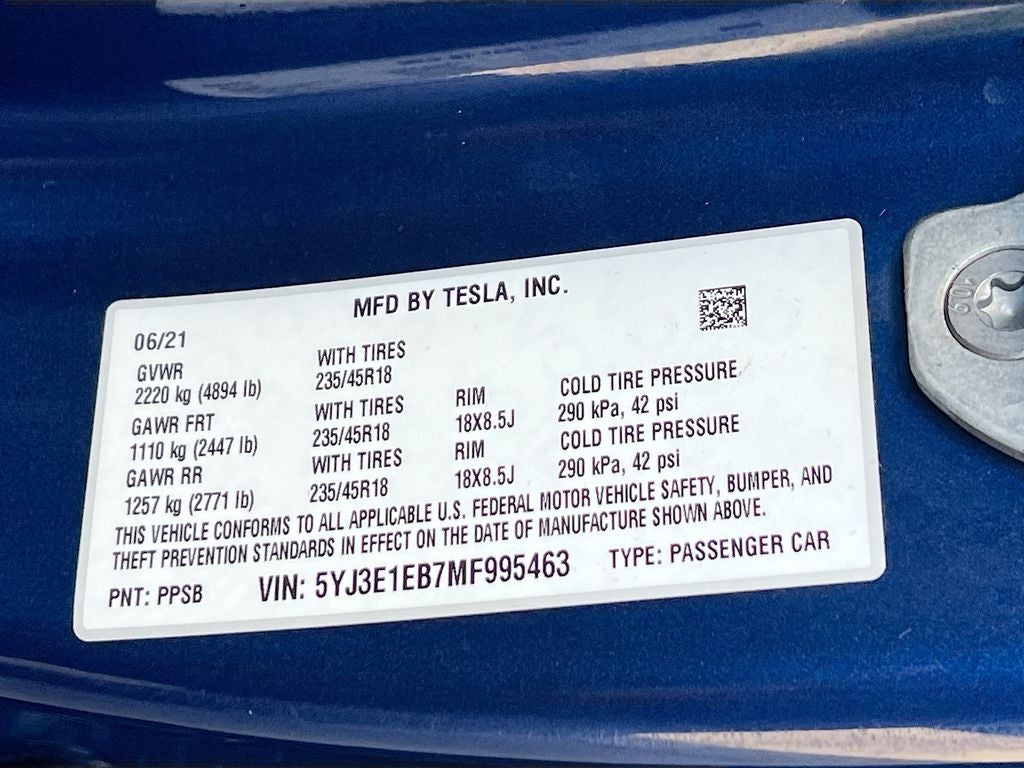 MFD BY TESLA, INC.
06/21
GVWR WITH TIRES
2220 kg (4894 lb) 235/45R18
GAWR FRT WITH TIRES RIM COLD TIRE PRESSURE
1110 kg (2447 lb) 235/45R18 18X8.5J 290 kPa, 42 psi
GAWR RR WITH TIRES RIM COLD TIRE PRESSURE
1257 kg (2771 lb) 235/45R18 18X8.5J 290 kPa, 42 psi
THIS VEHICLE CONFORMS TO ALL APPLICABLE U.S. FEDERAL MOTOR VEHICLE SAFETY, BUMPER, AND
THEFT PREVENTION STANDARDS IN EFFECT ON THE DATE OF MANUFACTURE SHOWN ABOVE.
PNT: PPSB VIN: 5YJ3E1EB7MF995463 TYPE: PASSENGER CAR
10.9